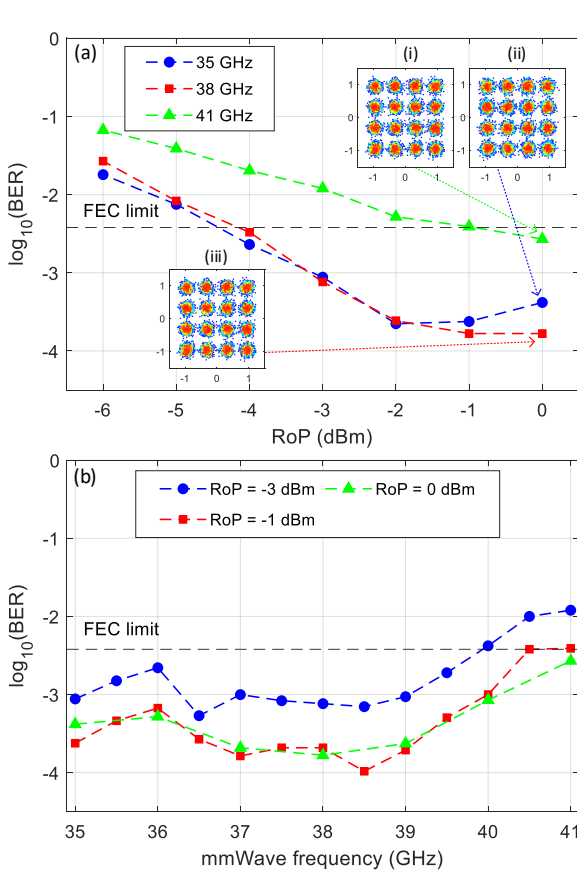 (a)
35 GHz
38 GHz
41 GHz
(i)
(ii)
1
0
-1
-1
0
1
1
0
-1
-1
0
1
0
-1
-2
-3
-4
log10(BER)
FEC limit
(iii)
1
0
-1
-1
0
1
-6
-5
-4
-3
-2
-1
0
RoP (dBm)
(b)
RoP = -3 dBm
RoP = 0 dBm
RoP = -1 dBm
0
-1
-2
-3
-4
log10(BER)
FEC limit
35
36
37
38
39
40
41
mmWave frequency (GHz)